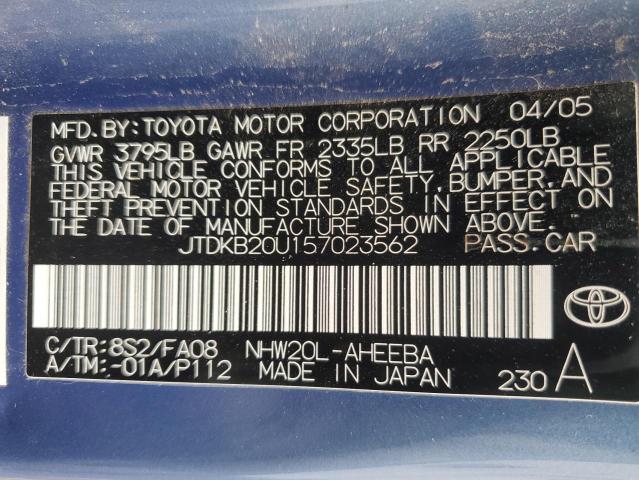 MFD. BY: TOYOTA MOTOR CORPORATION 04/05
GVWR 3795LB GAWR FR 2335LB RR 2250LB
THIS VEHICLE CONFORMS TO ALL APPLICABLE
FEDERAL MOTOR VEHICLE SAFETY, BUMPER, AND
THEFT PREVENTION STANDARDS IN EFFECT ON
THE DATE OF MANUFACTURE SHOWN ABOVE.
JTDKB20U157023562 PASS. CAR
C/TR: 8S2/FA08 NHW20L-AHEEBA
A/TM: -01A/P112 MADE IN JAPAN 230 A